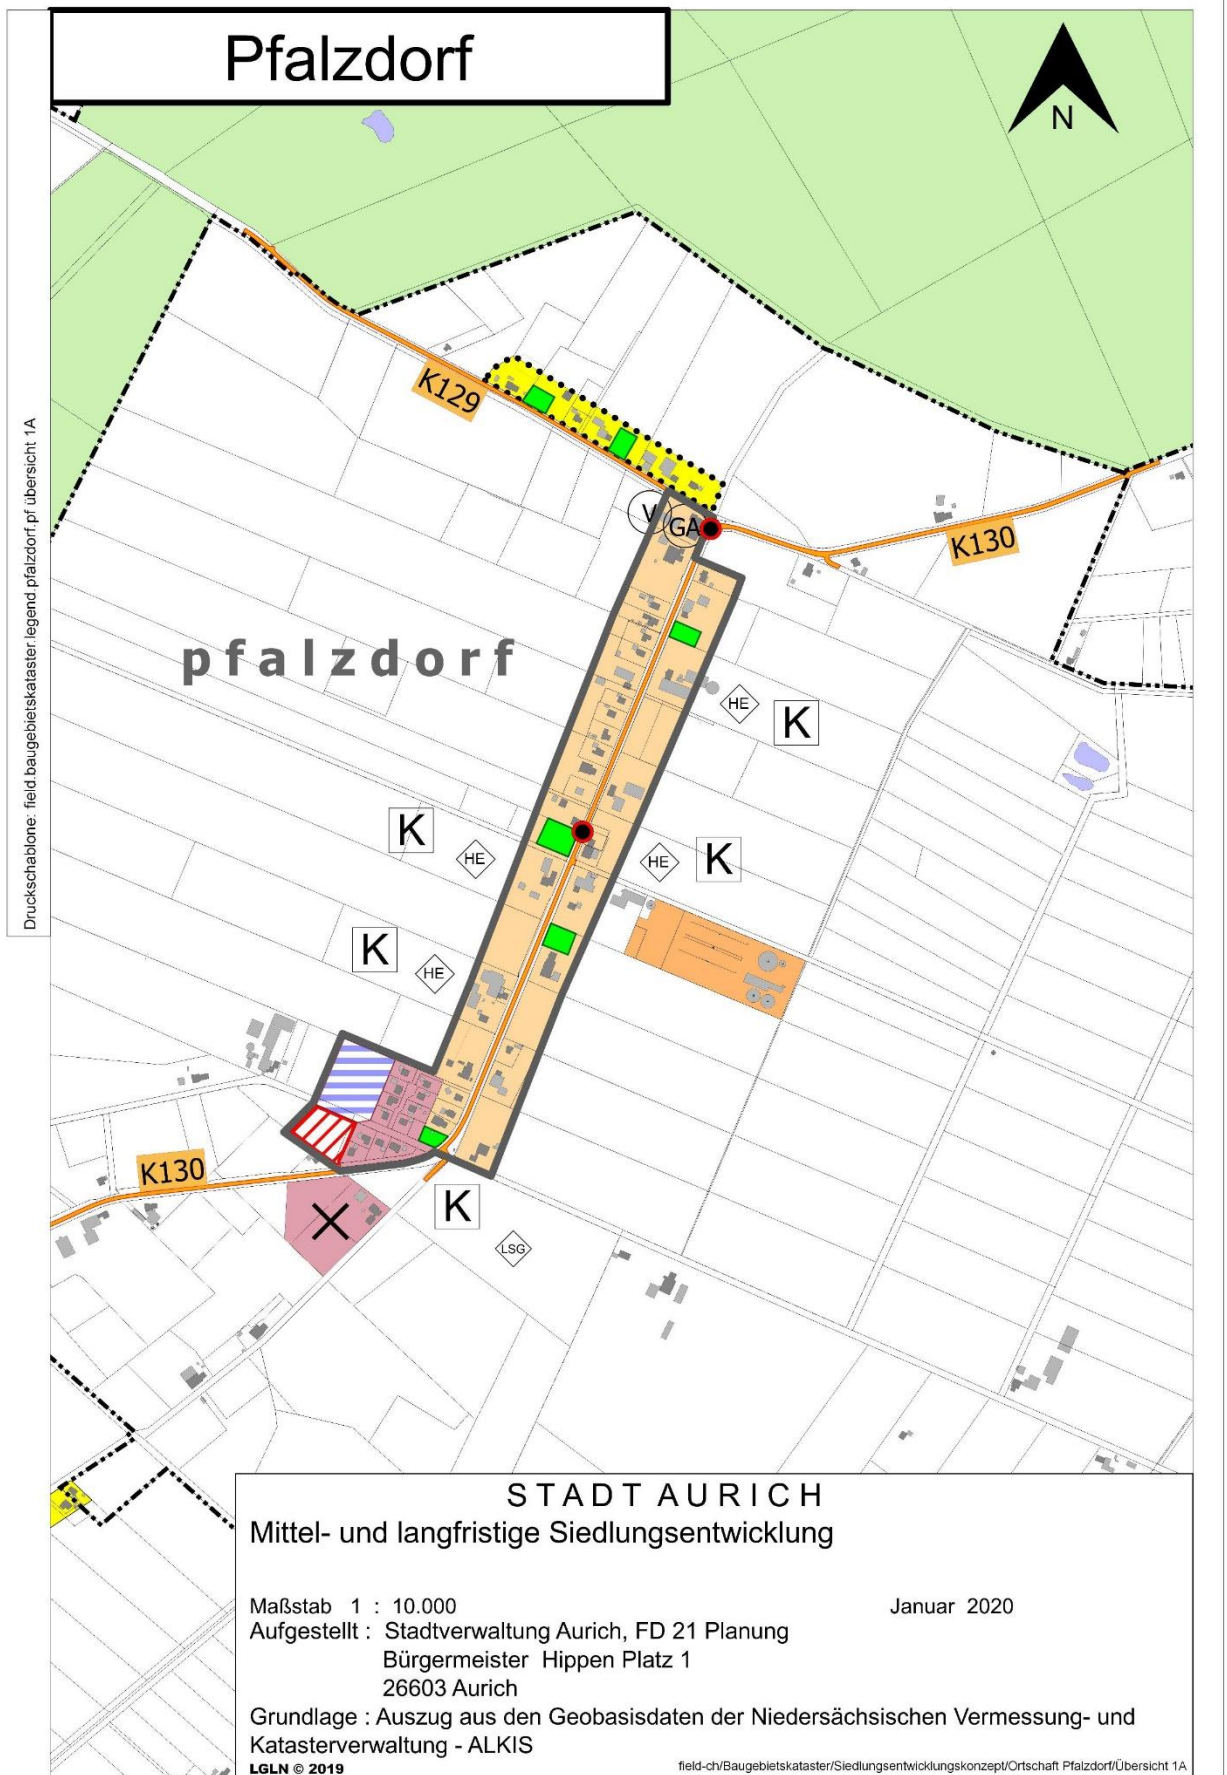 Pfalzdorf
N
Druckschablone: field.baugebietskataster.legend.pfalzdorf.pf übersicht 1A
K129
V
GA
K130
pfalzdorf
HE
K
K
HE
HE
K
K
HE
K130
K
LSG
STADT AURICH
Mittel- und langfristige Siedlungsentwicklung
Maßstab 1 : 10.000
Januar 2020
Aufgestellt : Stadtverwaltung Aurich, FD 21 Planung
Bürgermeister Hippen Platz 1
26603 Aurich
Grundlage : Auszug aus den Geobasisdaten der Niedersächsischen Vermessung- und
Katasterverwaltung - ALKIS
LGLN © 2019
field-ch/Baugebietskataster/Siedlungsentwicklungskonzept/Ortschaft Pfalzdorf/Übersicht 1A